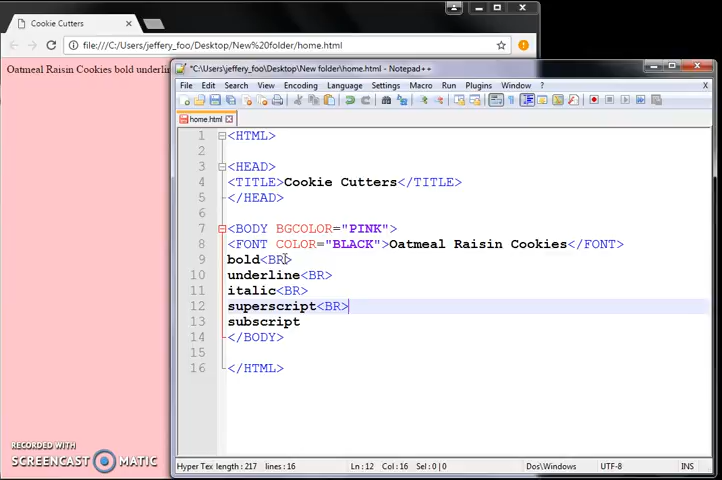 Cookie Cutters
file:///C:/Users/jeffery_foo/Desktop/New%20folder/home.html
Oatmeal Raisin Cookies bold underlin
*C:\Users\jeffery_foo\Desktop\New folder\home.html - Notepad++
File Edit Search View Encoding Language Settings Macro Run Plugins Window ? X
home.html
1 <HTML>
2
3 <HEAD>
4 <TITLE>Cookie Cutters</TITLE>
5 </HEAD>
6
7 <BODY BGCOLOR="PINK">
8 <FONT COLOR="BLACK">Oatmeal Raisin Cookies</FONT>
9 bold<BR>
10 underline<BR>
11 italic<BR>
12 superscript<BR>
13 subscript
14 </BODY>
15
16 </HTML>
RECORDED WITH
SCREENCAST MATIC
Hyper Tex length : 217 lines : 16 Ln : 12 Col : 16 Sel : 0 | 0 Dos\Windows UTF-8 INS